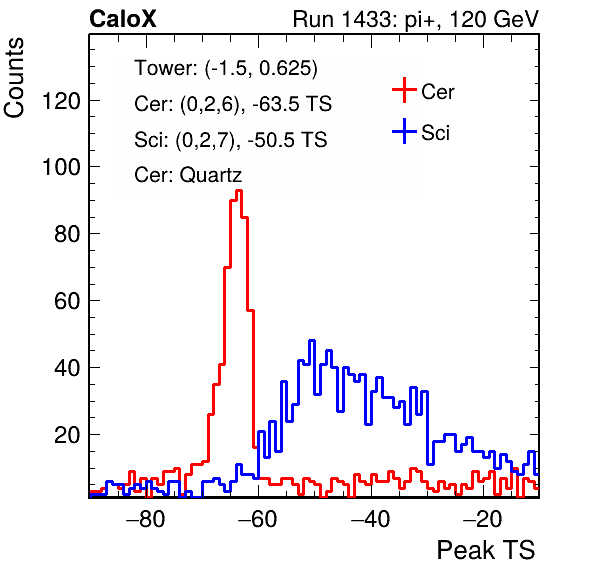 CaloX Run 1433: pi+, 120 GeV
Counts
Tower: (-1.5, 0.625)
Cer: (0,2,6), -63.5 TS
Sci: (0,2,7), -50.5 TS
Cer: Quartz
Cer
Sci
120
100
80
60
40
20
−80 −60 −40 −20
Peak TS